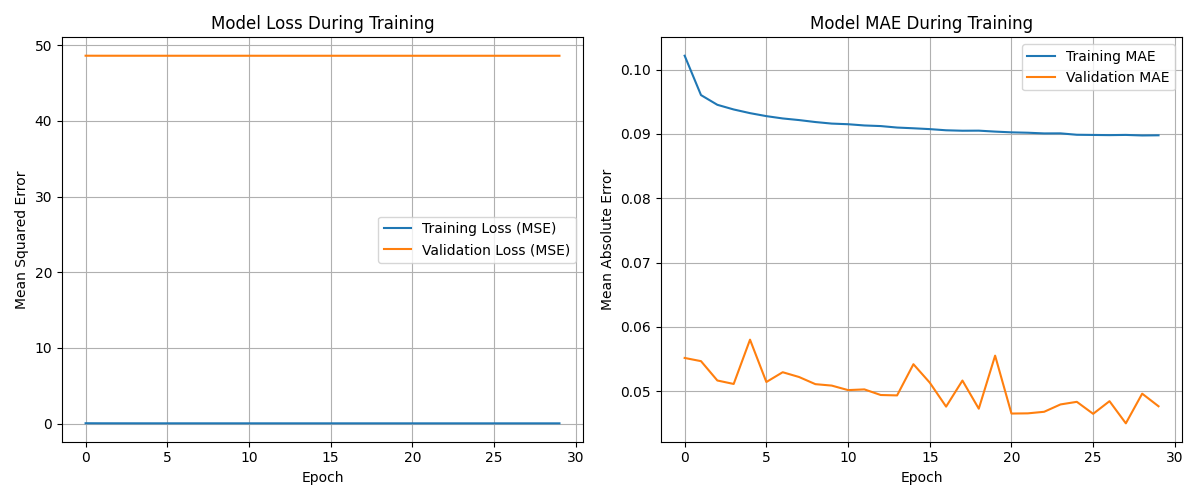 Model Loss During Training
50
40
30
20
10
0
Mean Squared Error
Training Loss (MSE)
Validation Loss (MSE)
0 5 10 15 20 25 30
Epoch
Model MAE During Training
0.10
0.09
0.08
0.07
0.06
0.05
Mean Absolute Error
Training MAE
Validation MAE
0 5 10 15 20 25 30
Epoch